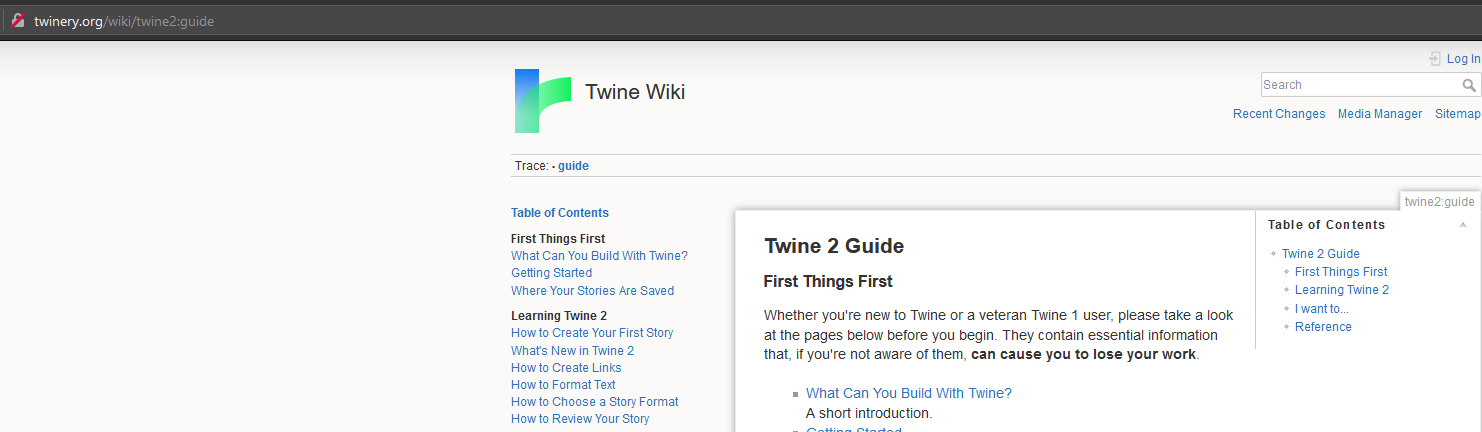 twinery.org/wiki/twine2:guide
Log In
Twine Wiki
Search
Recent Changes Media Manager Sitemap
Trace: • guide
twine2:guide
Table of Contents
First Things First
What Can You Build With Twine?
Getting Started
Where Your Stories Are Saved
Learning Twine 2
How to Create Your First Story
What's New in Twine 2
How to Create Links
How to Format Text
How to Choose a Story Format
How to Review Your Story
Twine 2 Guide
First Things First
Whether you're new to Twine or a veteran Twine 1 user, please take a look
at the pages below before you begin. They contain essential information
that, if you're not aware of them, can cause you to lose your work.
What Can You Build With Twine?
A short introduction.
Getting Started
Table of Contents
Twine 2 Guide
First Things First
Learning Twine 2
I want to...
Reference